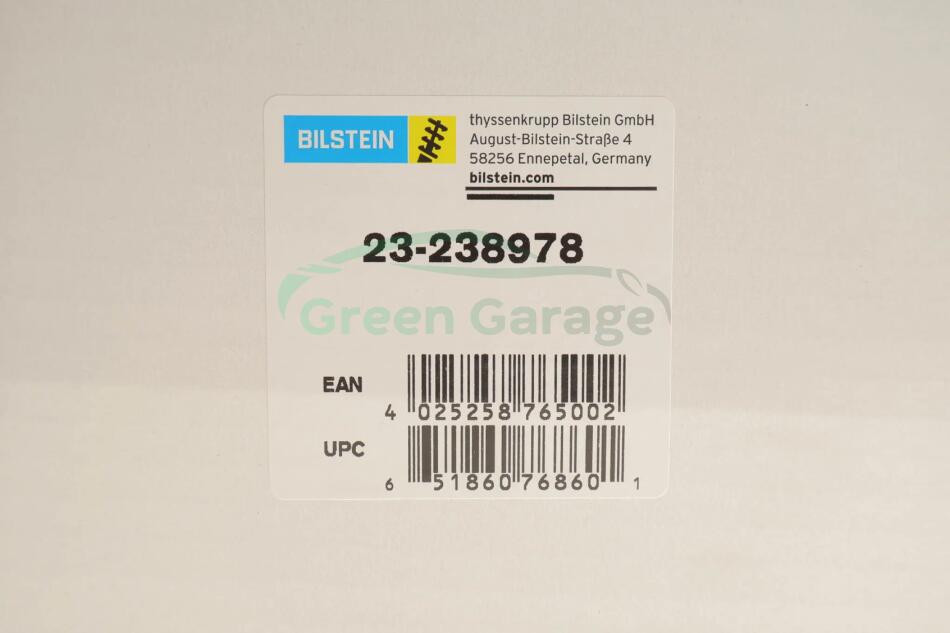 BILSTEIN
thyssenkrupp Bilstein GmbH
August-Bilstein-Straße 4
58256 Ennepetal, Germany
bilstein.com
23-238978
Green Garage
EAN
4 025258 765002
UPC
6 51860 76860 1